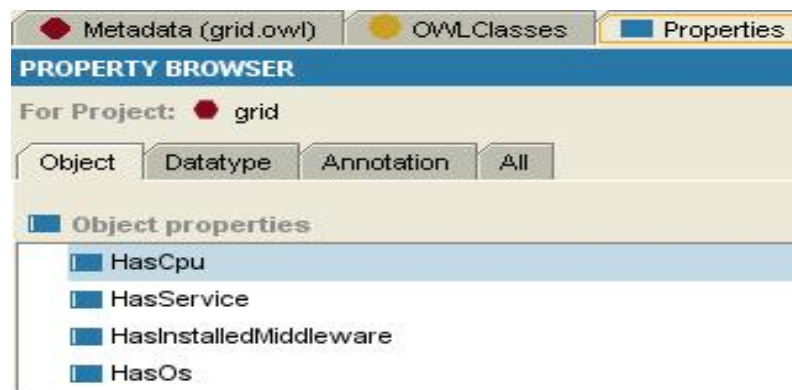 Metadata (grid.owl) OWLClasses Properties
PROPERTY BROWSER
For Project: grid
Object Datatype Annotation All
Object properties
HasCpu
HasService
HasInstalledMiddleware
HasOs